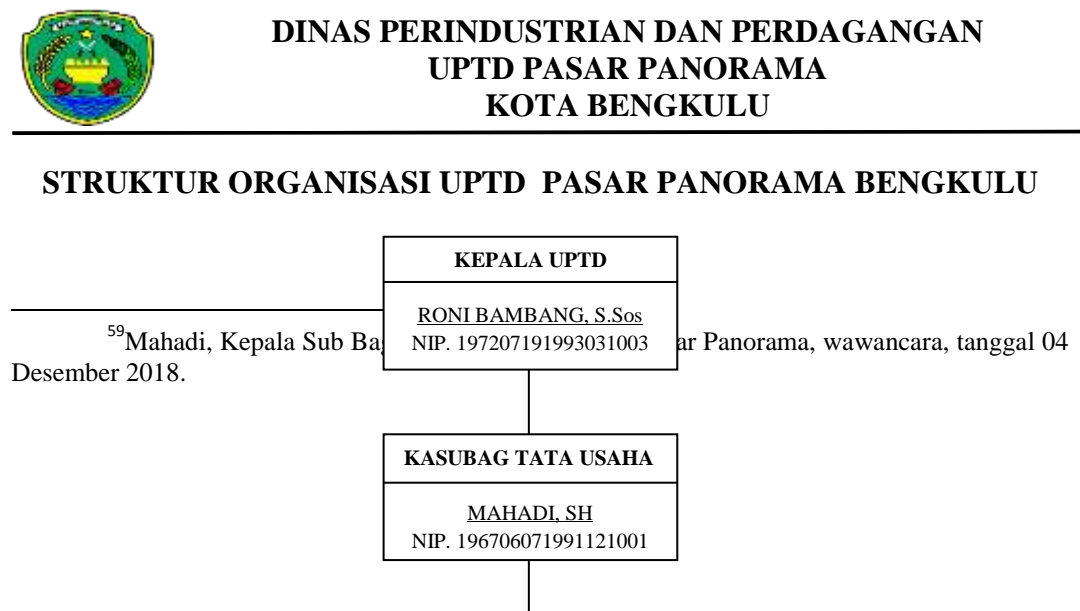 DINAS PERINDUSTRIAN DAN PERDAGANGAN
UPTD PASAR PANORAMA
KOTA BENGKULU
STRUKTUR ORGANISASI UPTD PASAR PANORAMA BENGKULU
KEPALA UPTD
RONI BAMBANG, S.Sos
NIP. 197207191993031003
59Mahadi, Kepala Sub Bag ar Panorama, wawancara, tanggal 04
Desember 2018.
KASUBAG TATA USAHA
MAHADI, SH
NIP. 196706071991121001